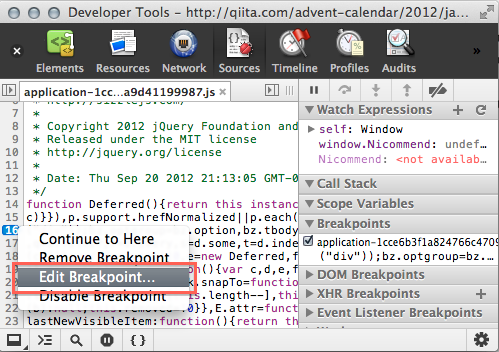 Developer Tools - http://qiita.com/advent-calendar/2012/ja
Elements Resources Network Sources Timeline Profiles Audits
application-1cc...a9d41199987.js ×
* http://sizzlejs.com/
*
* Copyright 2012 jQuery Foundation and
* Released under the MIT license
* http://jquery.org/license
*
* Date: Thu Sep 20 2012 21:13:05 GMT-0
*/
function Deferred(){return this instanc
c)}}),p.support.hrefNormalized||p.each(
.option,bz.tbody
=d.some,t=d.inde
new Deferred,f
tion(){var c,d,e,f
k.snapTo=functio
his.length--],this
0}},E.attr=
lastNewVisibleItem:function(){return th
Continue to Here
Remove Breakpoint
Edit Breakpoint...
Disable Breakpoint
Watch Expressions
self: Window
window.Nicommend: undef...
Nicommend: <not availab...
Call Stack
Scope Variables
Breakpoints
application-1cce6b3f1a824766c4709
("div"));bz.optgroup=bz.
DOM Breakpoints
XHR Breakpoints
Event Listener Breakpoints